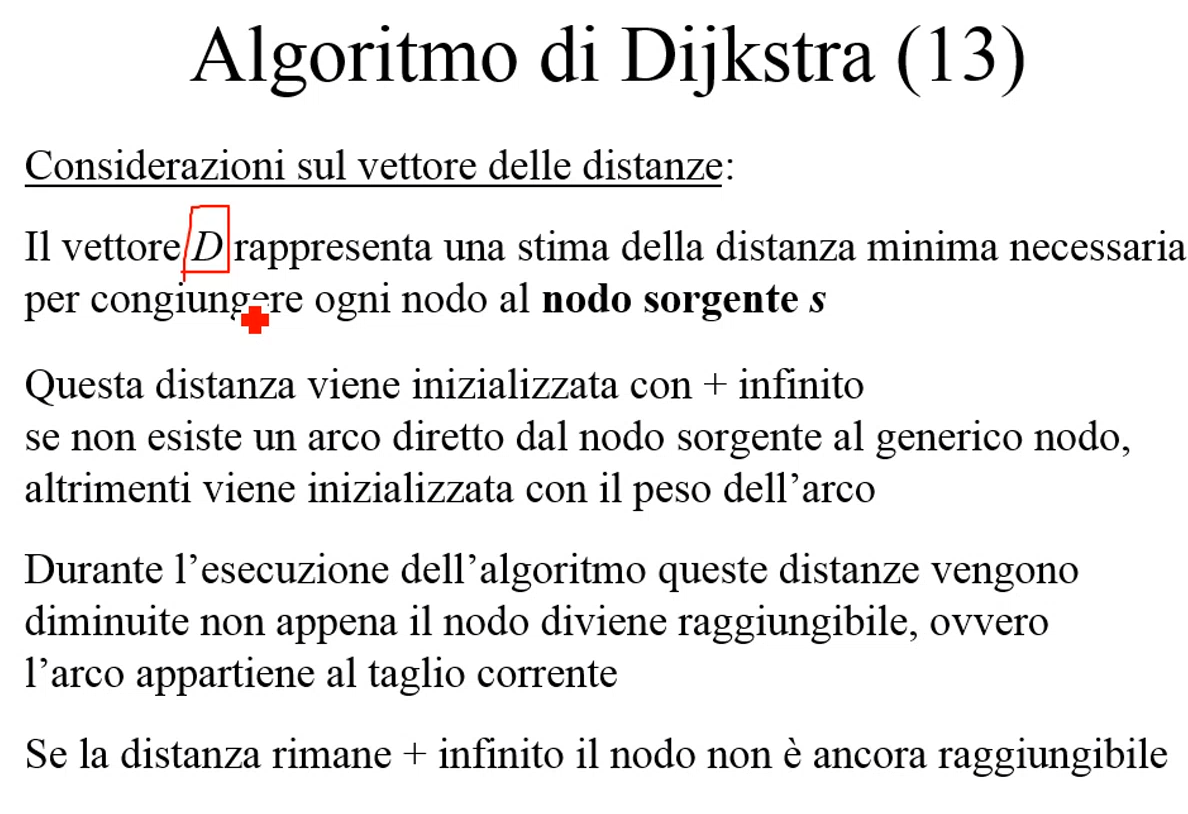 Algoritmo di Dijkstra (13)
Considerazioni sul vettore delle distanze:
Il vettore D rappresenta una stima della distanza minima necessaria
per congiungere ogni nodo al nodo sorgente s
Questa distanza viene inizializzata con + infinito
se non esiste un arco diretto dal nodo sorgente al generico nodo,
altrimenti viene inizializzata con il peso dell’arco
Durante l’esecuzione dell’algoritmo queste distanze vengono
diminuite non appena il nodo diviene raggiungibile, ovvero
l’arco appartiene al taglio corrente
Se la distanza rimane + infinito il nodo non è ancora raggiungibile